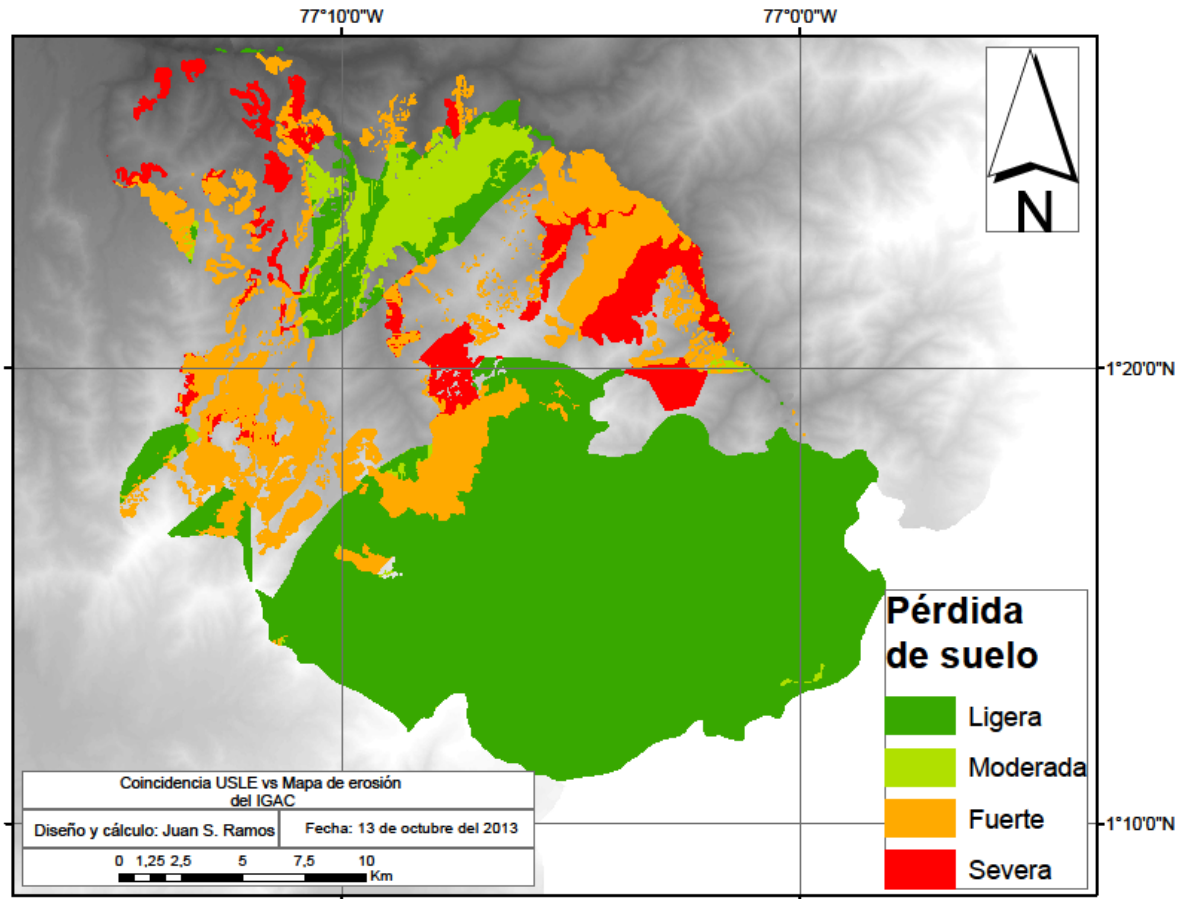 77°10'0"W
77°0'0"W
N
1°20'0"N
Pérdida
de suelo
Ligera
Moderada
Fuerte
Severa
1°10'0"N
Coincidencia USLE vs Mapa de erosión
del IGAC
Diseño y cálculo: Juan S. Ramos
Fecha: 13 de octubre del 2013
0 1,25 2,5 5 7,5 10
Km